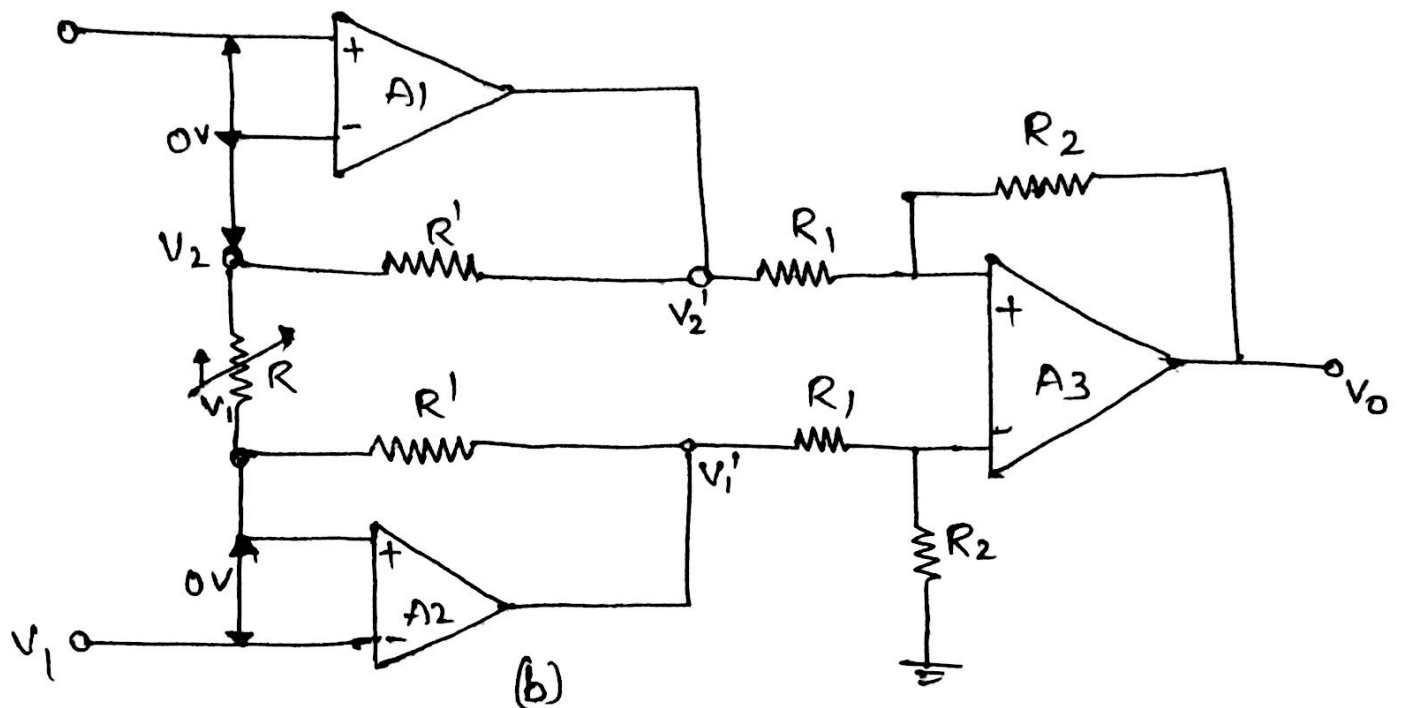 +
A1
-
0V
R2
V2
R'
R1
V2'
+
A3
-
V0
R
V1
R'
R1
V1'
R2
0V
+
A2
-
V1
(b)